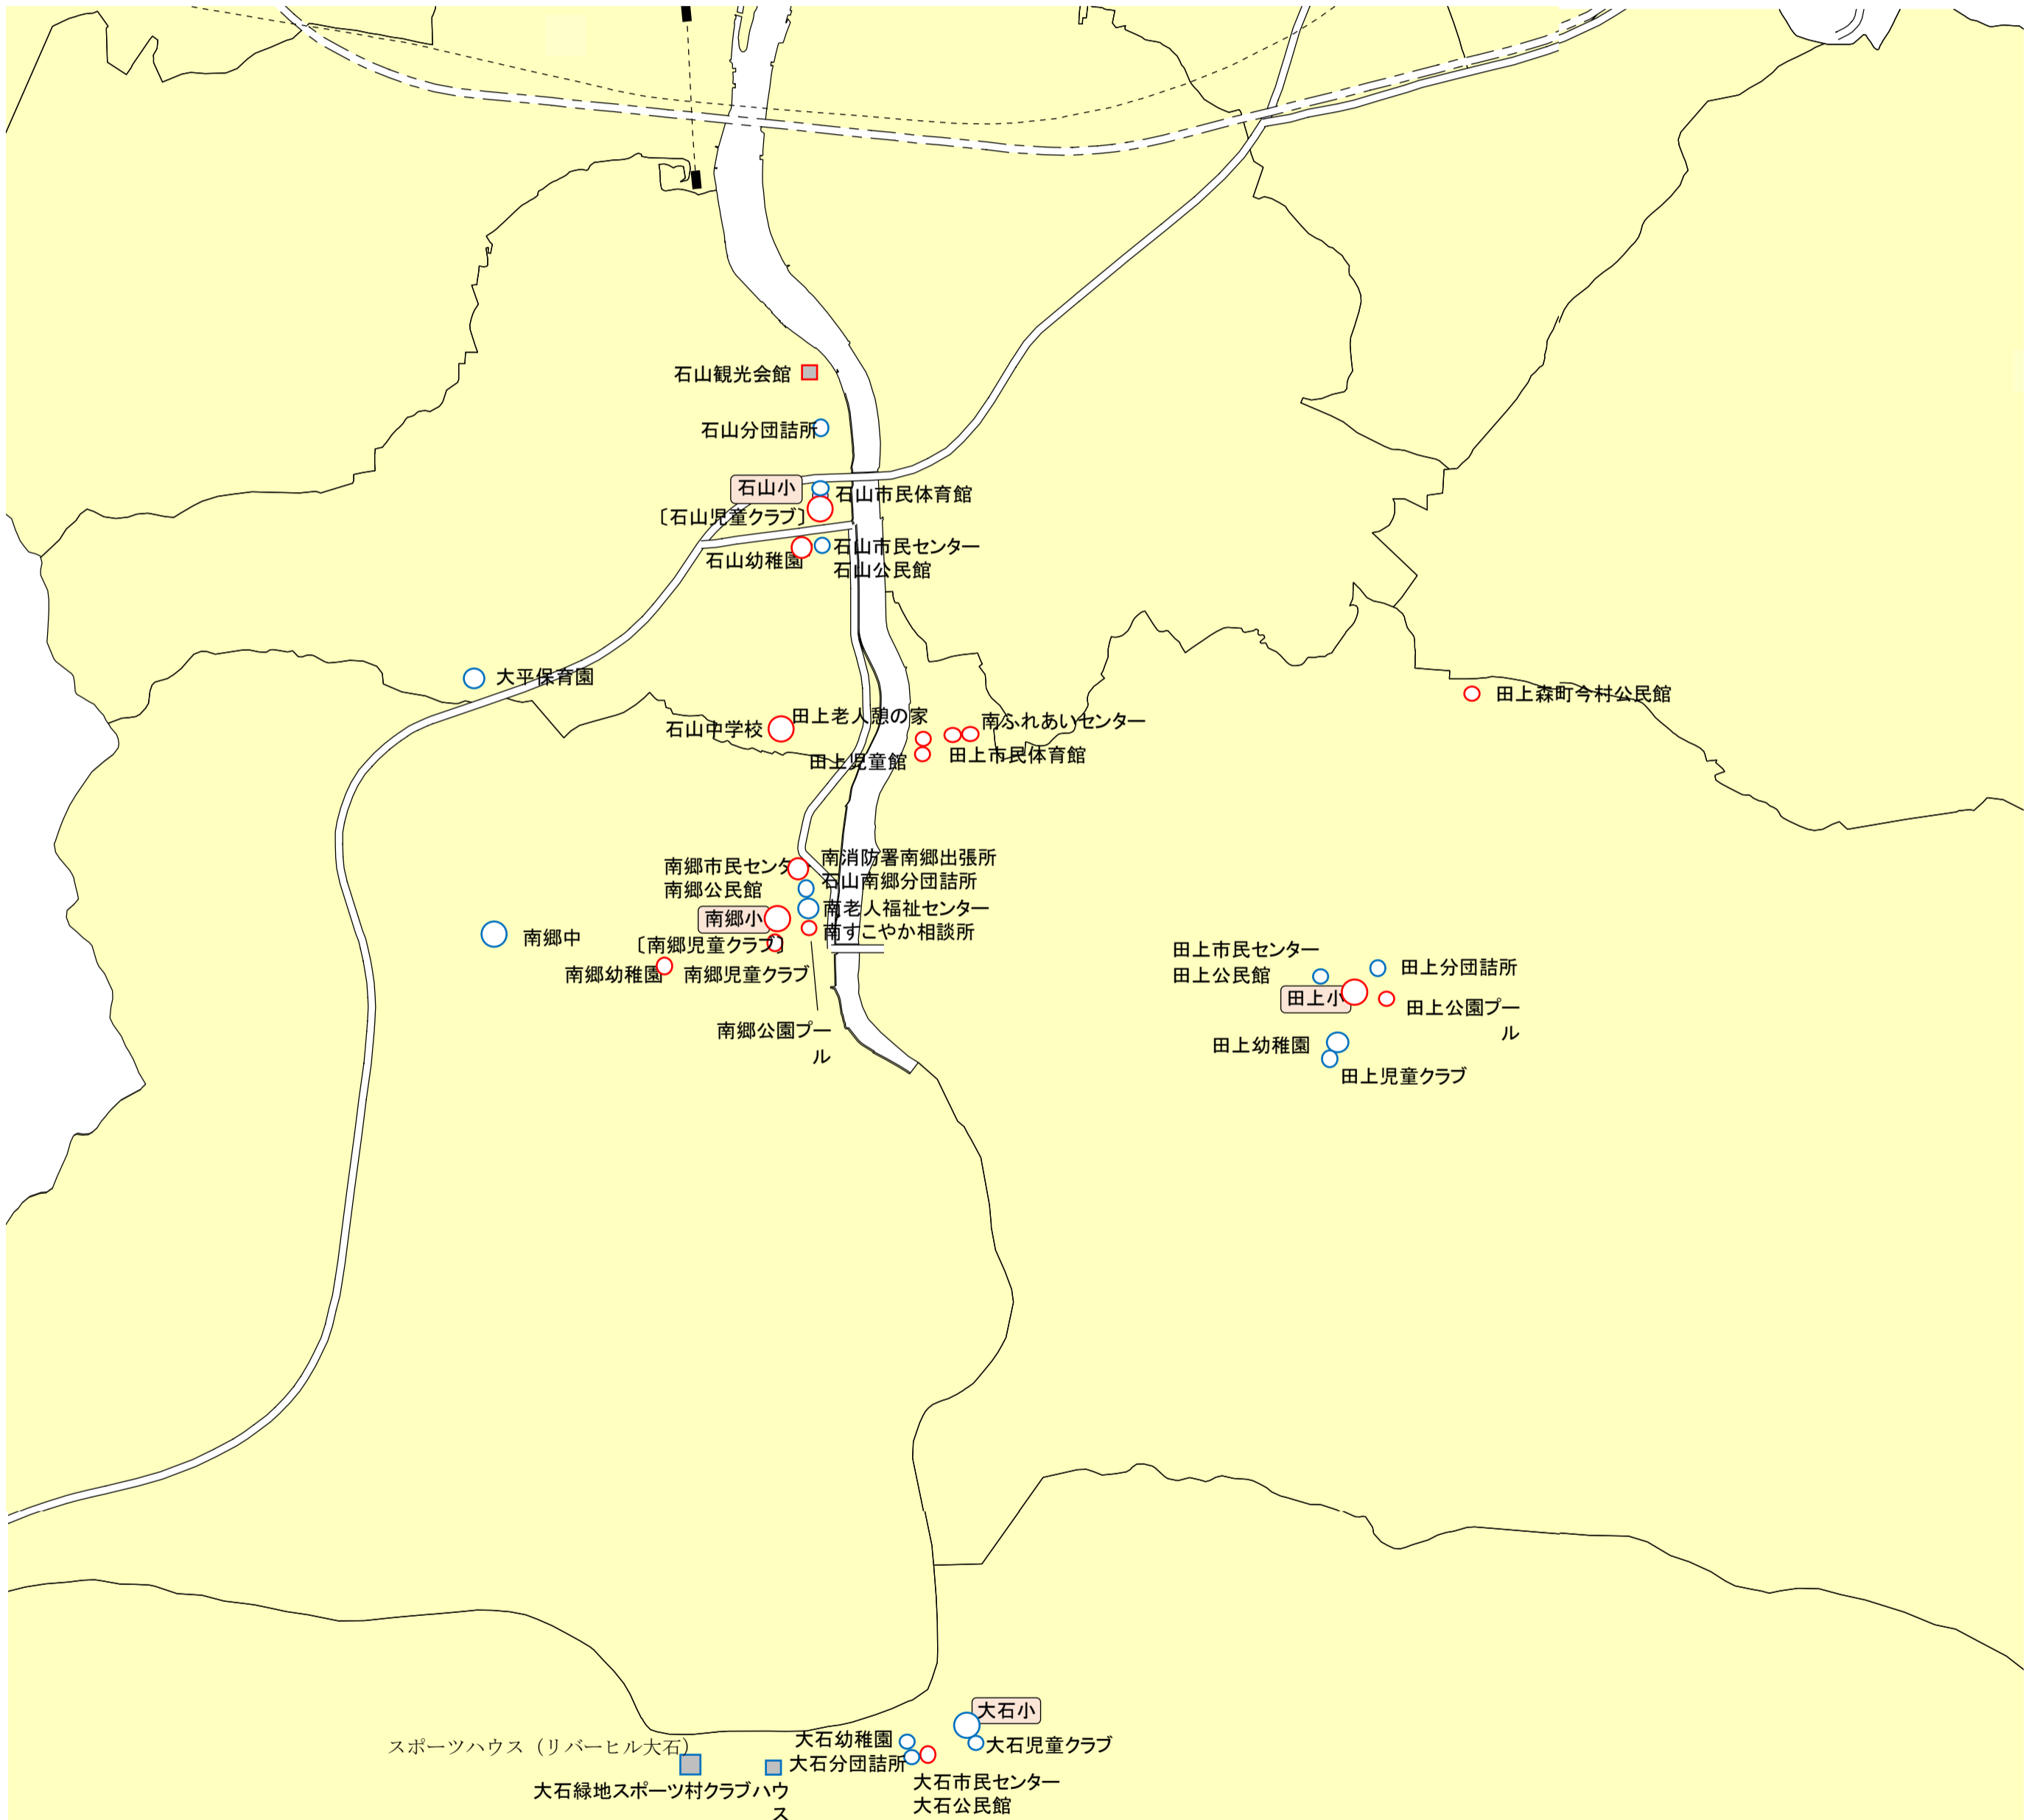 石山観光会館
石山分団詰所
石山小
石山市民体育館
〔石山児童クラブ〕
石山幼稚園
石山市民センター
石山公民館
大平保育園
田上森町今村公民館
石山中学校
田上老人憩の家
南ふれあいセンター
田上児童館
田上市民体育館
南郷市民センタ
南郷公民館
南消防署南郷出張所
石山南郷分団詰所
南郷小
南老人福祉センター
南すこやか相談所
〔南郷児童クラブ〕
南郷中
南郷幼稚園
南郷児童クラブ
南郷公園プー
ル
田上市民センター
田上公民館
田上分団詰所
田上小
田上公園プー
ル
田上幼稚園
田上児童クラブ
大石小
スポーツハウス（リバーヒル大石）
大石幼稚園
大石児童クラブ
大石分団詰所
大石緑地スポーツ村クラブハウ
ス
大石市民センター
大石公民館